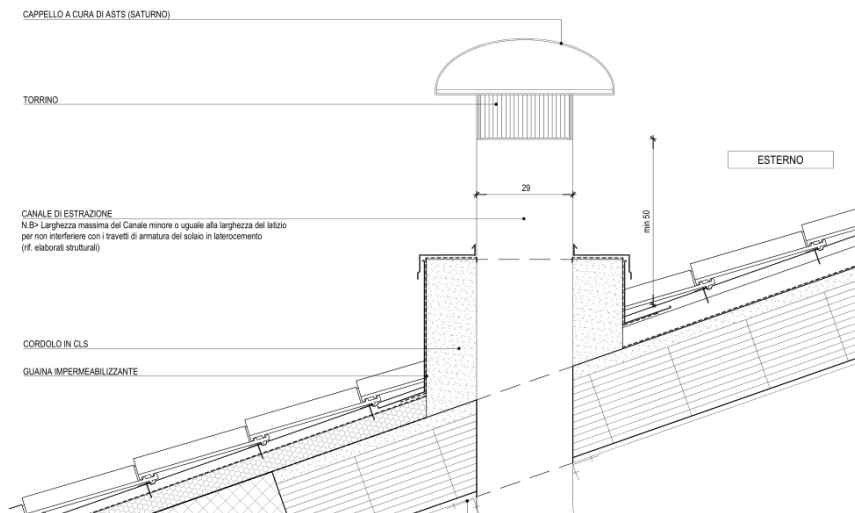 CAPPELLO A CURA DI ASTS (SATURNO)
TORRINO
ESTERNO
29
min 50
CANALE DI ESTRAZIONE
N.B> Larghezza massima del Canale minore o uguale alla larghezza del latizio
per non interferire con i travetti di armatura del solaio in laterocemento
(rif. elaborati strutturali)
CORDOLO IN CLS
GUAINA IMPERMEABILIZZANTE